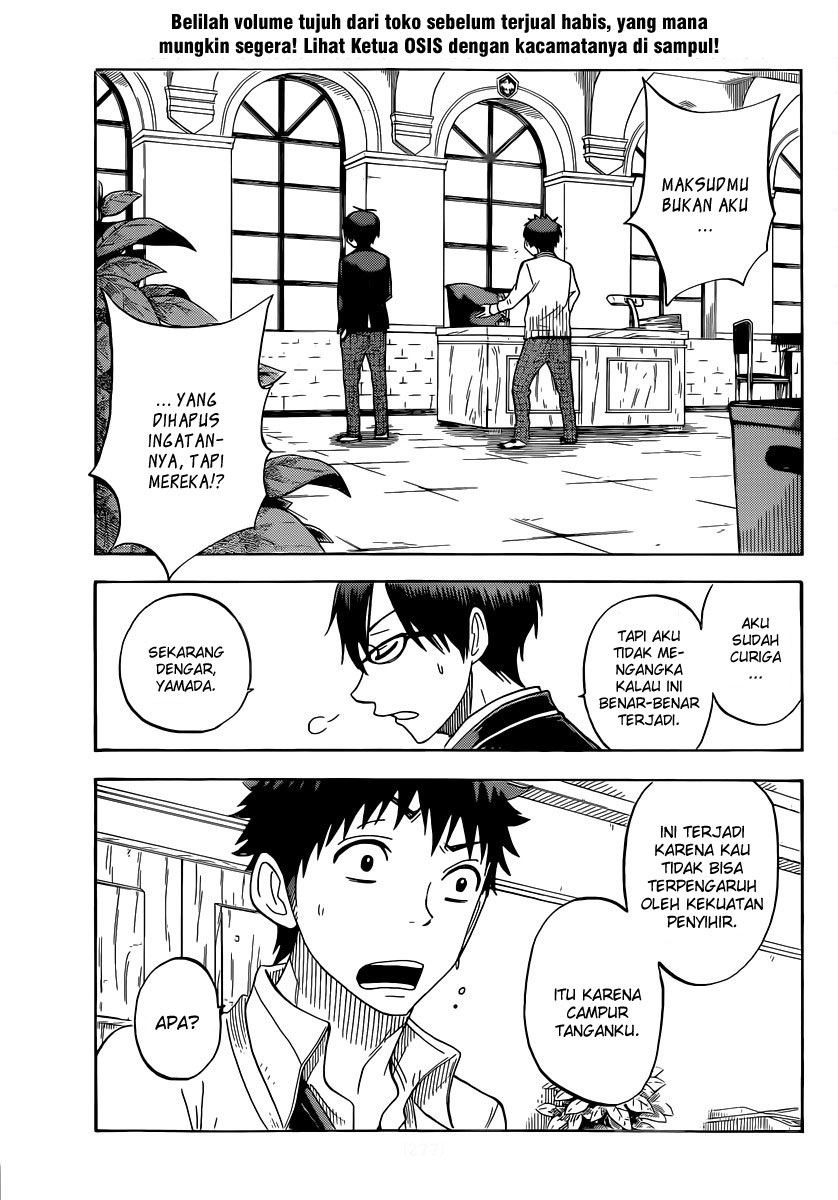 Belilah volume tujuh dari toko sebelum terjual habis, yang mana
mungkin segera! Lihat Ketua OSIS dengan kacamatanya di sampul!
MAKSUDMU
BUKAN AKU
...
...YANG
DIHAPUS
INGATAN-
NYA, TAPI
MEREKA!?
AKU
SUDAH
CURIGA
...
TAPI AKU
TIDAK ME-
NGANGKA
KALAU INI
BENAR-BENAR
TERJADI.
SEKARANG
DENGAR,
YAMADA.
INI TERJADI
KARENA KAU
TIDAK BISA
TERPENGARUH
OLEH KEKUATAN
PENYIHIR.
ITU KARENA
CAMPUR
TANGANKU.
APA?
(277)